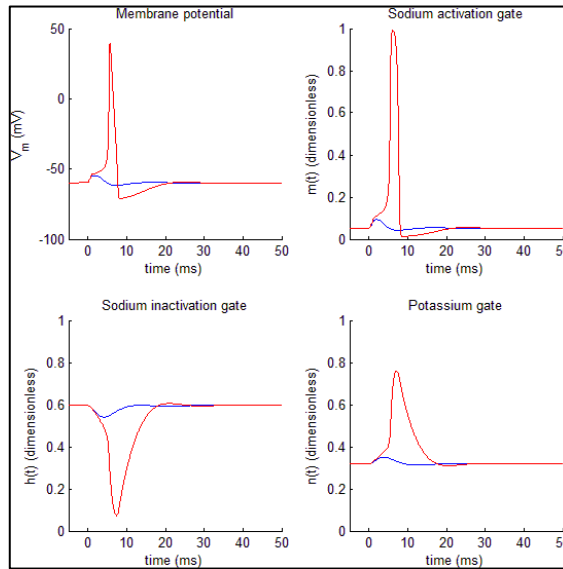 Membrane potential
50
0
-50
-100
V_m (mV)
0 10 20 30 40 50
time (ms)
Sodium activation gate
1
0.8
0.6
0.4
0.2
0
m(t) (dimensionless)
0 10 20 30 40 50
time (ms)
Sodium inactivation gate
1
0.8
0.6
0.4
0.2
0
h(t) (dimensionless)
0 10 20 30 40 50
time (ms)
Potassium gate
1
0.8
0.6
0.4
0.2
0
n(t) (dimensionless)
0 10 20 30 40 50
time (ms)